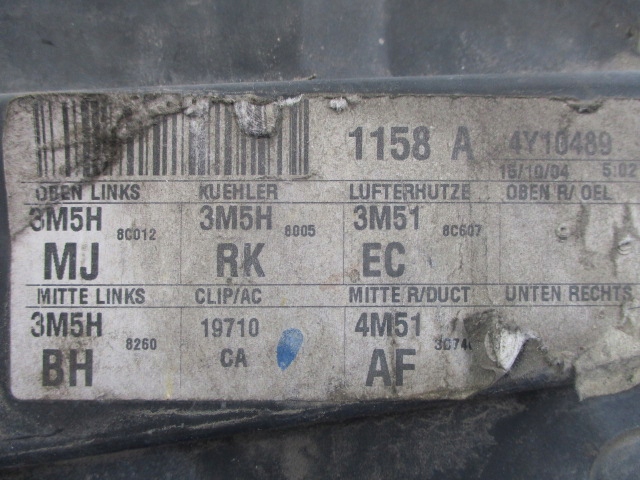 1158 A 4Y10489
15/10/04 5:02
OBEN LINKS KUEHLER LUFTERHUTZE OBEN R/ OEL
3M5H 8C012 3M5H 8005 3M51 8C607
MJ RK EC
MITTE LINKS CLIP/AC MITTE R/DUCT UNTEN RECHTS
3M5H 8260 19710 4M51
BH CA AF